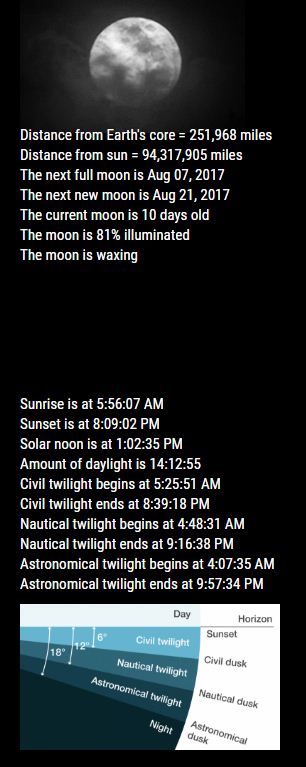 Distance from Earth's core = 251,968 miles
Distance from sun = 94,317,905 miles
The next full moon is Aug 07, 2017
The next new moon is Aug 21, 2017
The current moon is 10 days old
The moon is 81% illuminated
The moon is waxing
Sunrise is at 5:56:07 AM
Sunset is at 8:09:02 PM
Solar noon is at 1:02:35 PM
Amount of daylight is 14:12:55
Civil twilight begins at 5:25:51 AM
Civil twilight ends at 8:39:18 PM
Nautical twilight begins at 4:48:31 AM
Nautical twilight ends at 9:16:38 PM
Astronomical twilight begins at 4:07:35 AM
Astronomical twilight ends at 9:57:34 PM
Day
Horizon
Sunset
6°
12°
18°
Civil twilight
Civil dusk
Nautical twilight
Nautical dusk
Astronomical twilight
Night
Astronomical
dusk